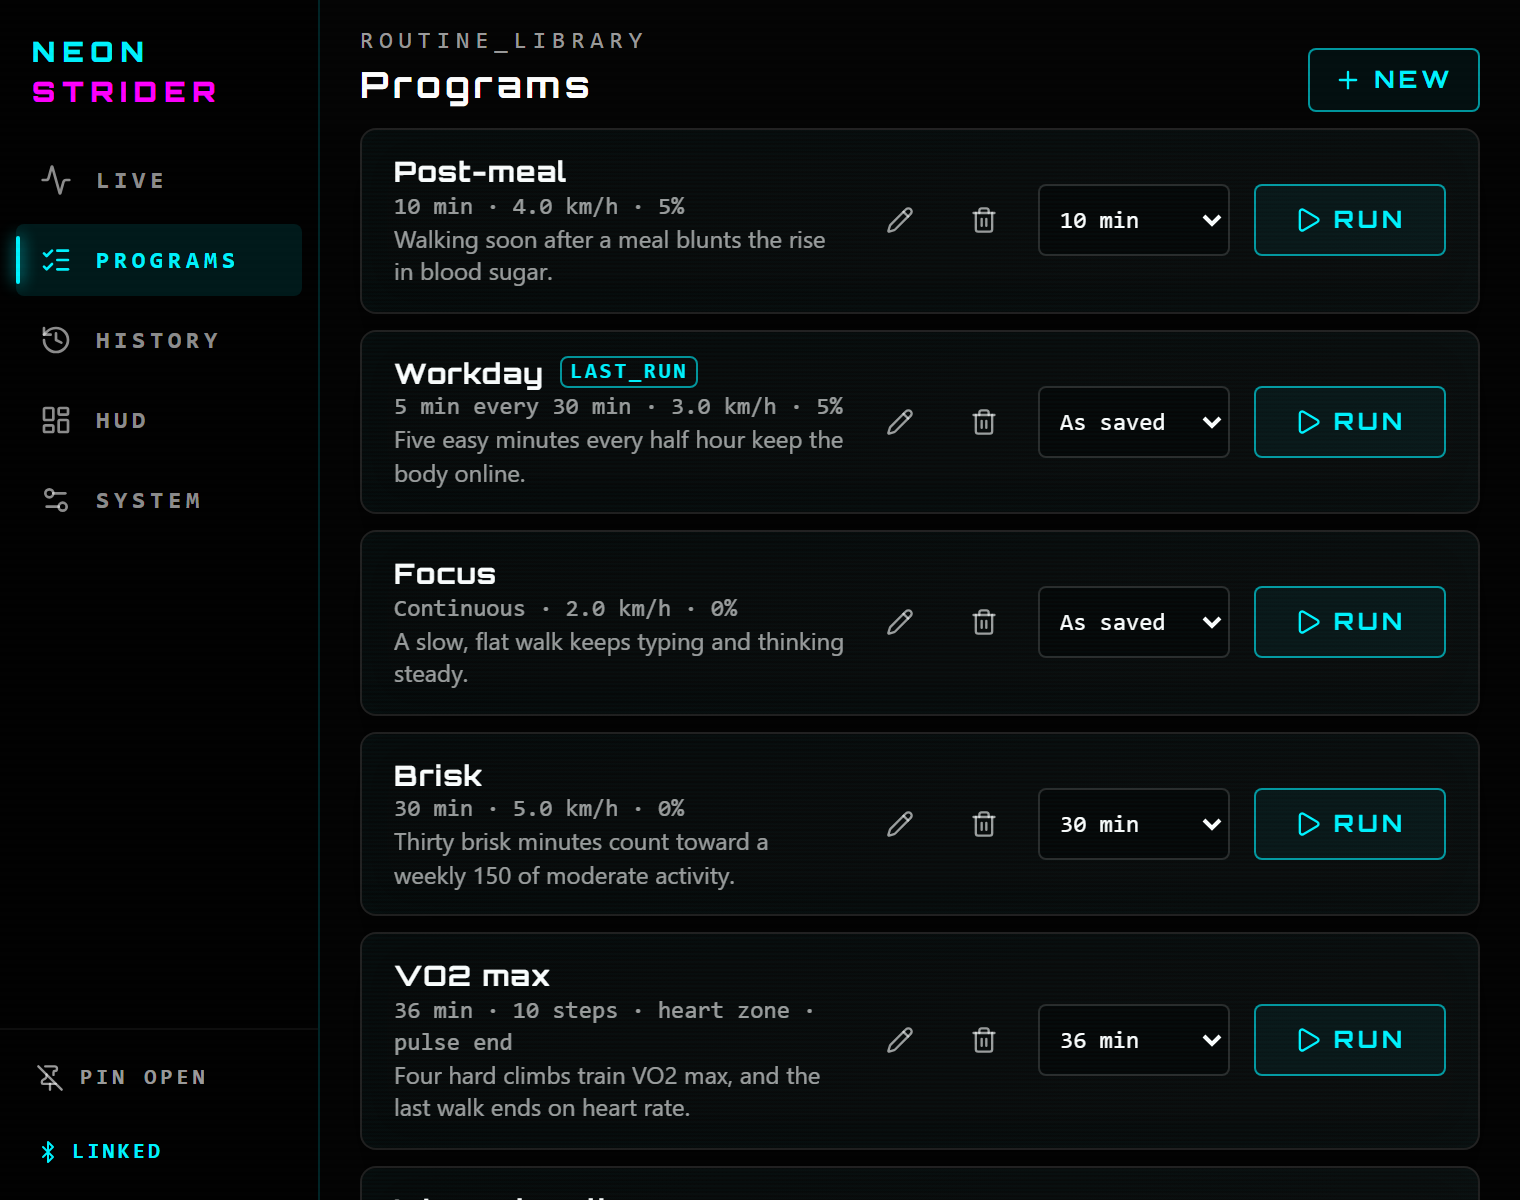 NEON
STRIDER
LIVE
PROGRAMS
HISTORY
HUD
SYSTEM
PIN OPEN
LINKED
ROUTINE_LIBRARY
Programs
+ NEW
Post-meal
10 min · 4.0 km/h · 5%
Walking soon after a meal blunts the rise
in blood sugar.
10 min
RUN
Workday LAST_RUN
5 min every 30 min · 3.0 km/h · 5%
Five easy minutes every half hour keep the
body online.
As saved
RUN
Focus
Continuous · 2.0 km/h · 0%
A slow, flat walk keeps typing and thinking
steady.
As saved
RUN
Brisk
30 min · 5.0 km/h · 0%
Thirty brisk minutes count toward a
weekly 150 of moderate activity.
30 min
RUN
VO2 max
36 min · 10 steps · heart zone ·
pulse end
Four hard climbs train VO2 max, and the
last walk ends on heart rate.
36 min
RUN